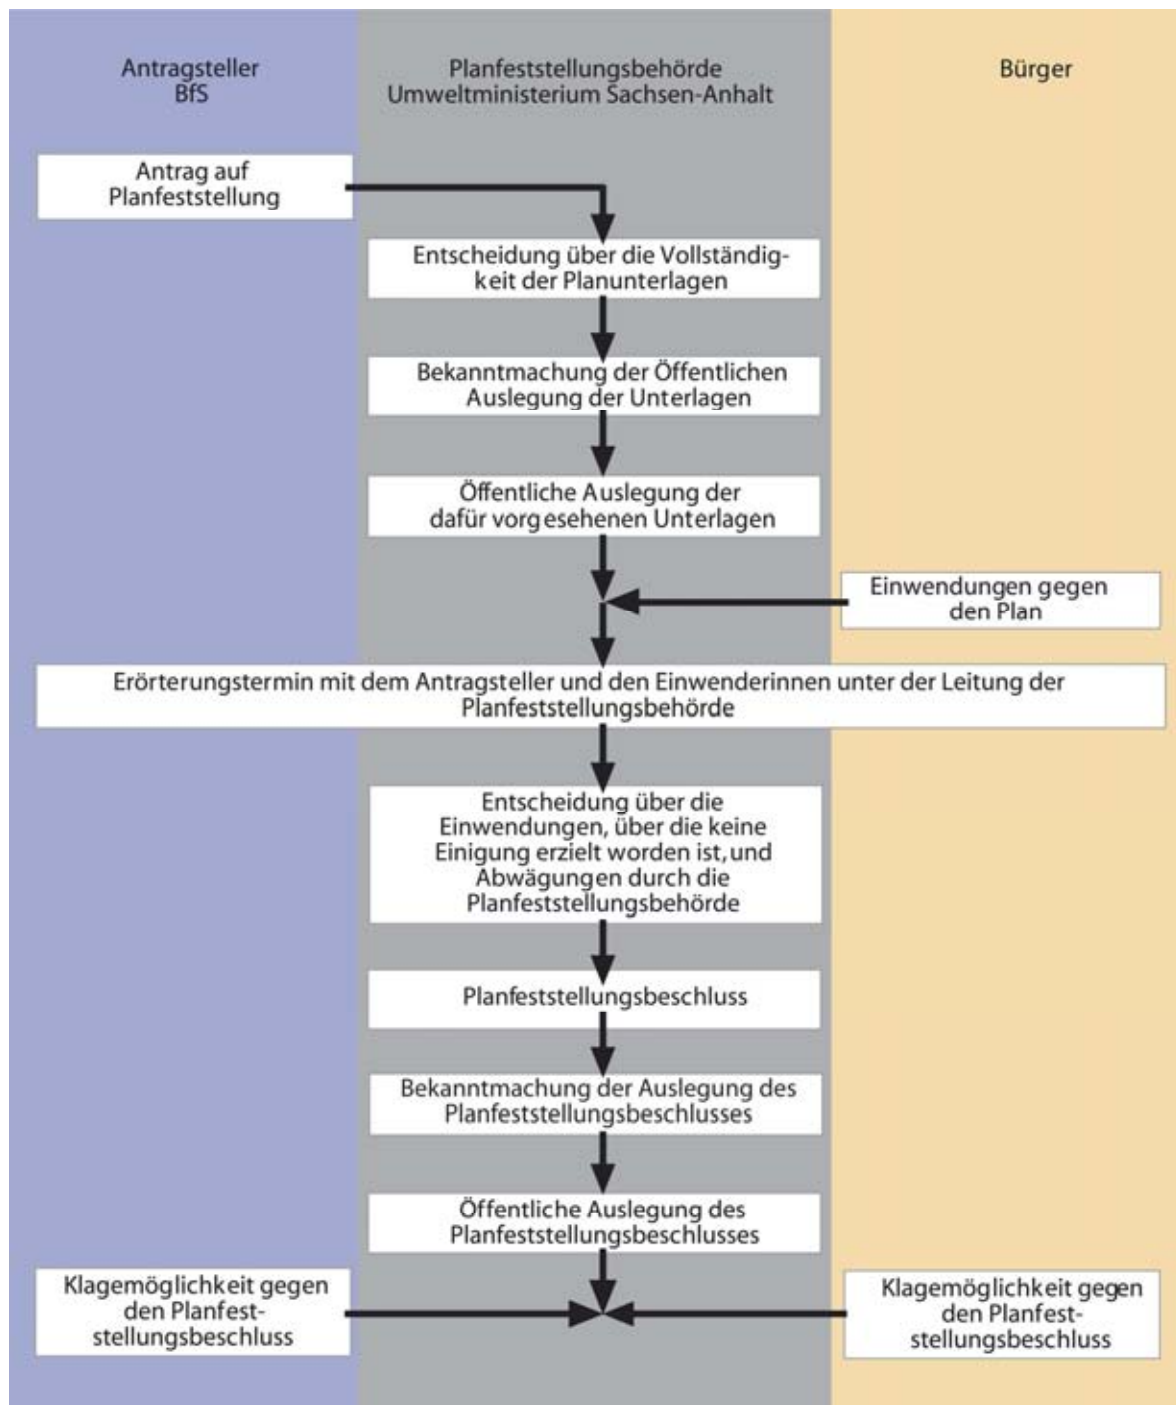 Antragsteller
BfS
Planfeststellungsbehörde
Umweltministerium Sachsen-Anhalt
Bürger
Antrag auf
Planfeststellung
Entscheidung über die Vollständig-
keit der Planunterlagen
Bekanntmachung der Öffentlichen
Auslegung der Unterlagen
Öffentliche Auslegung der
dafür vorgesehenen Unterlagen
Einwendungen gegen
den Plan
Erörterungstermin mit dem Antragsteller und den Einwenderinnen unter der Leitung der
Planfeststellungsbehörde
Entscheidung über die
Einwendungen, über die keine
Einigung erzielt worden ist, und
Abwägungen durch die
Planfeststellungsbehörde
Planfeststellungsbeschluss
Bekanntmachung der Auslegung des
Planfeststellungsbeschlusses
Öffentliche Auslegung des
Planfeststellungsbeschlusses
Klagemöglichkeit gegen
den Planfest-
stellungsbeschluss
Klagemöglichkeit gegen
den Planfest-
stellungsbeschluss